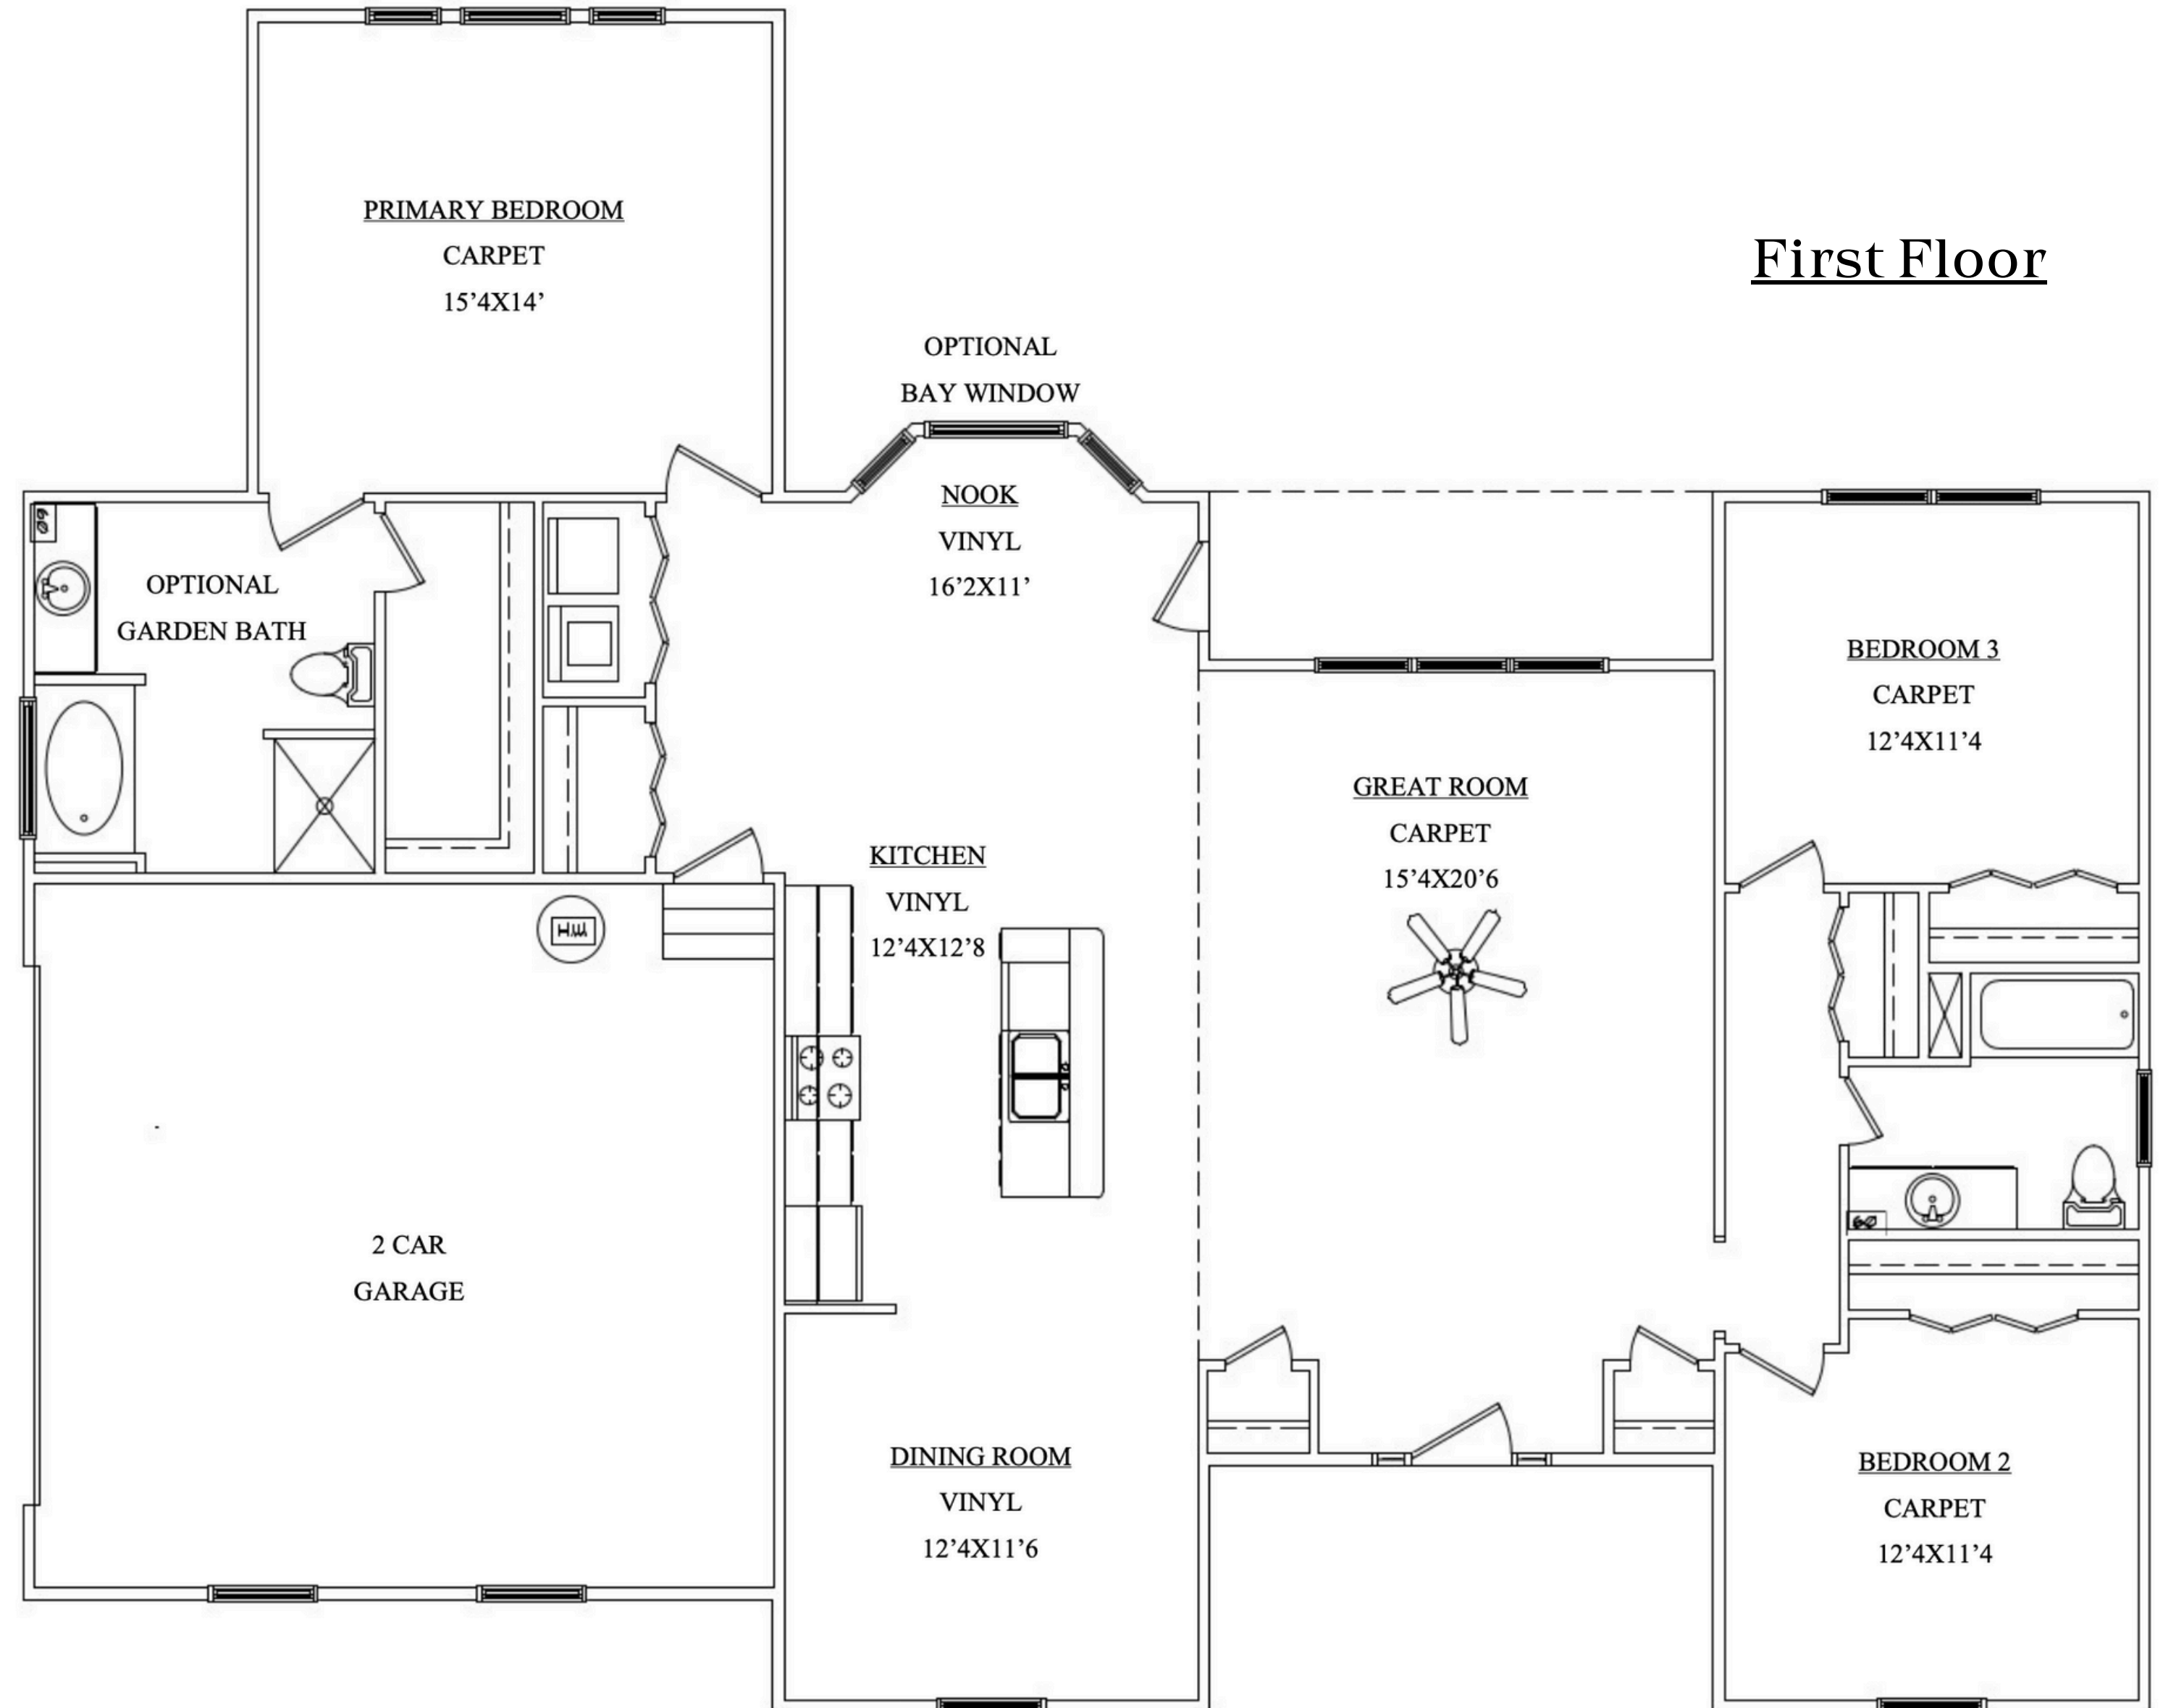 PRIMARY BEDROOM
CARPET
15’4X14’
First Floor
OPTIONAL
BAY WINDOW
NOOK
VINYL
16’2X11’
OPTIONAL
GARDEN BATH
BEDROOM 3
CARPET
12’4X11’4
GREAT ROOM
CARPET
15’4X20’6
KITCHEN
VINYL
12’4X12’8
HW
2 CAR
GARAGE
DINING ROOM
VINYL
12’4X11’6
BEDROOM 2
CARPET
12’4X11’4